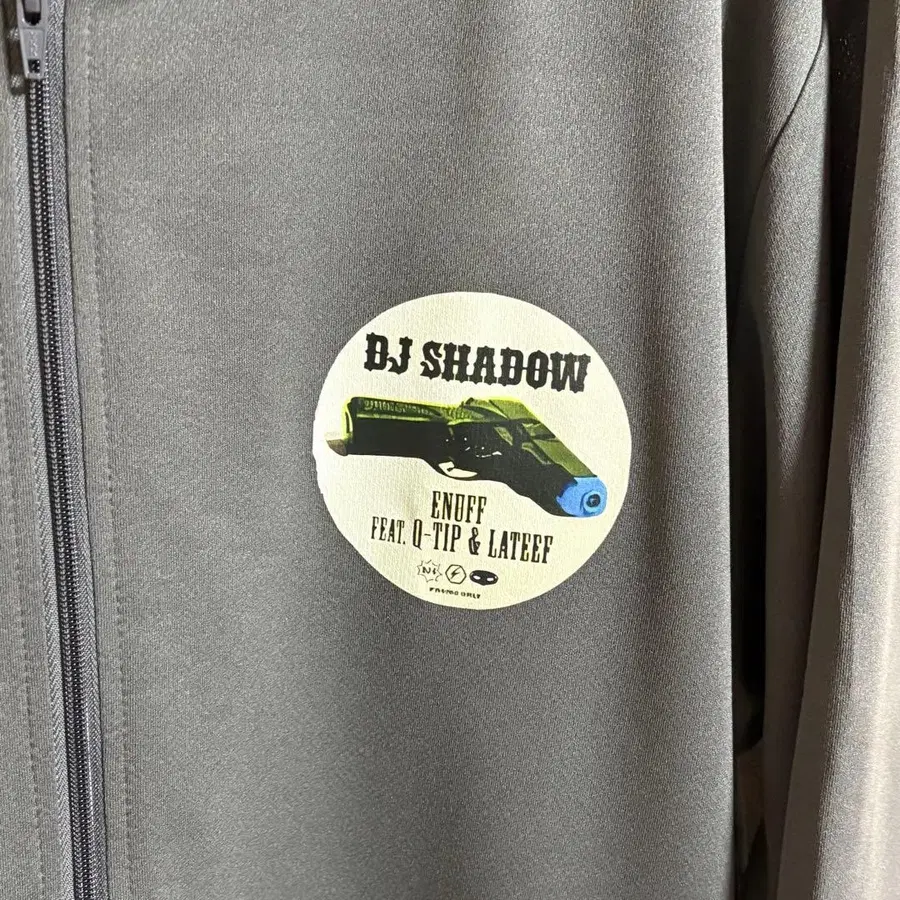 DJ SHADOW
ENUFF
FEAT. Q-TIP & LATEEF